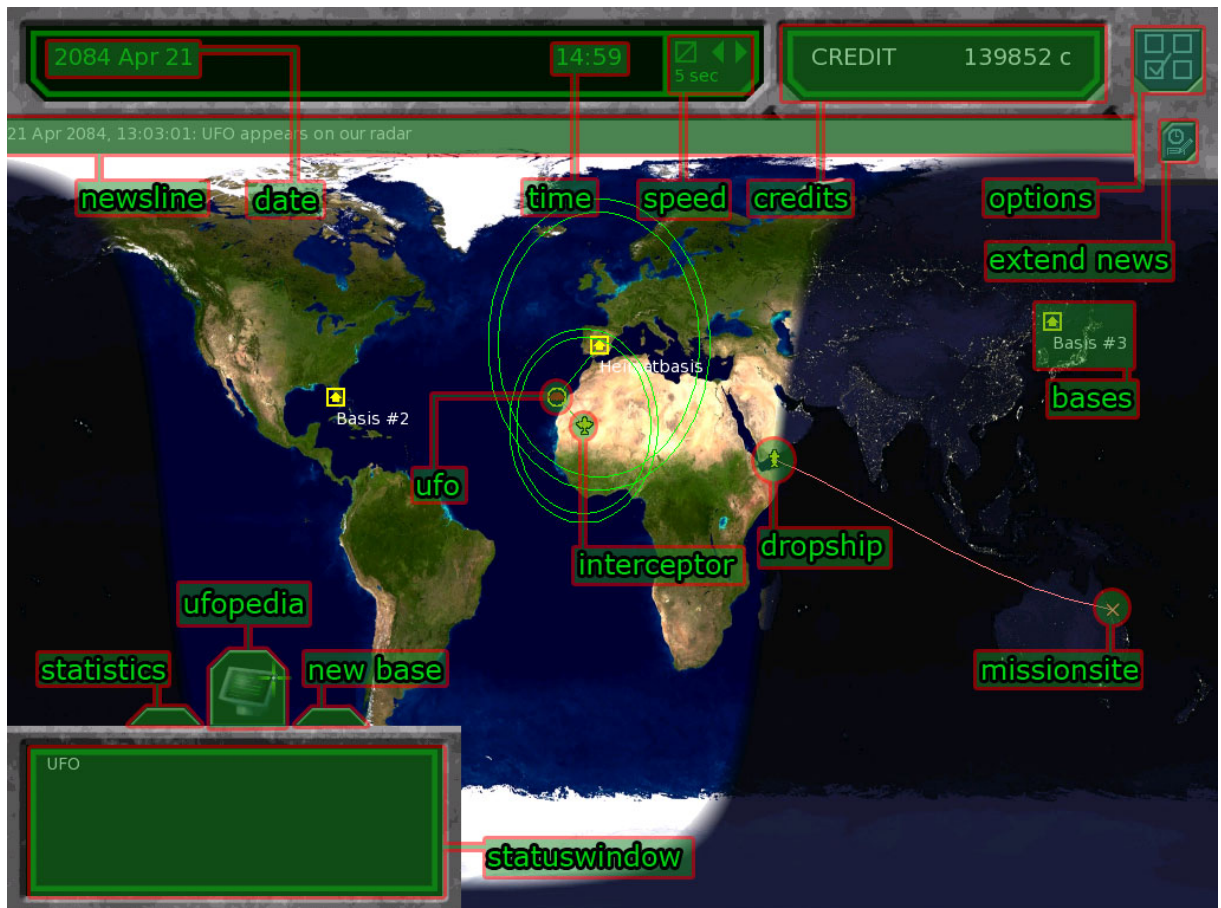 2084 Apr 21
14:59
5 sec
CREDIT 139852 c
21 Apr 2084, 13:03:01: UFO appears on our radar
newsline
date
time
speed
credits
options
extend news
Basis #3
bases
Heimatbasis
Basis #2
ufo
interceptor
dropship
ufopedia
statistics
new base
missionsite
UFO
statuswindow